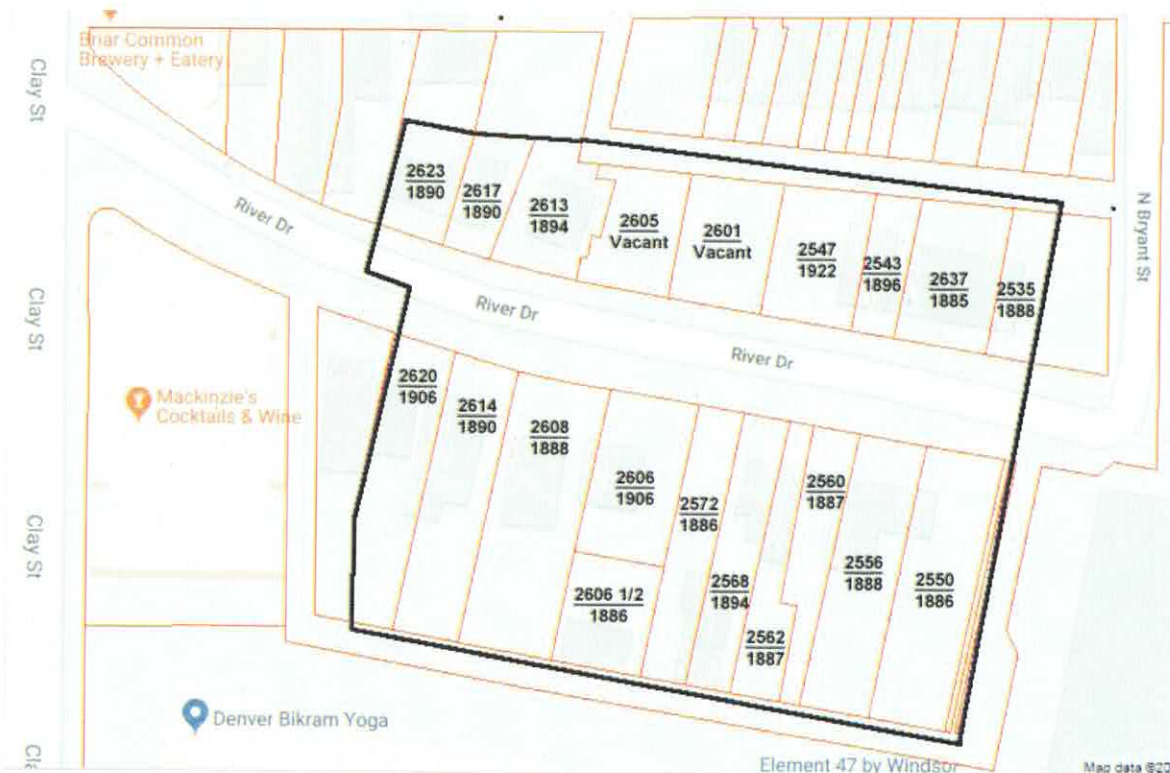 Briar Common
Brewery + Eatery
Clay St
2623
1890
2617
1890
2613
1894
2605
Vacant
2601
Vacant
2547
1922
2543
1896
2637
1885
2535
1888
N Bryant St
River Dr
River Dr
River Dr
Clay St
Mackinzie's
Cocktails & Wine
2620
1906
2614
1890
2608
1888
2606
1906
2572
1886
2560
1887
2556
1888
2550
1886
2568
1894
2606 1/2
1886
2562
1887
Clay St
Denver Bikram Yoga
Element 47 by Windsor
Map data ©20